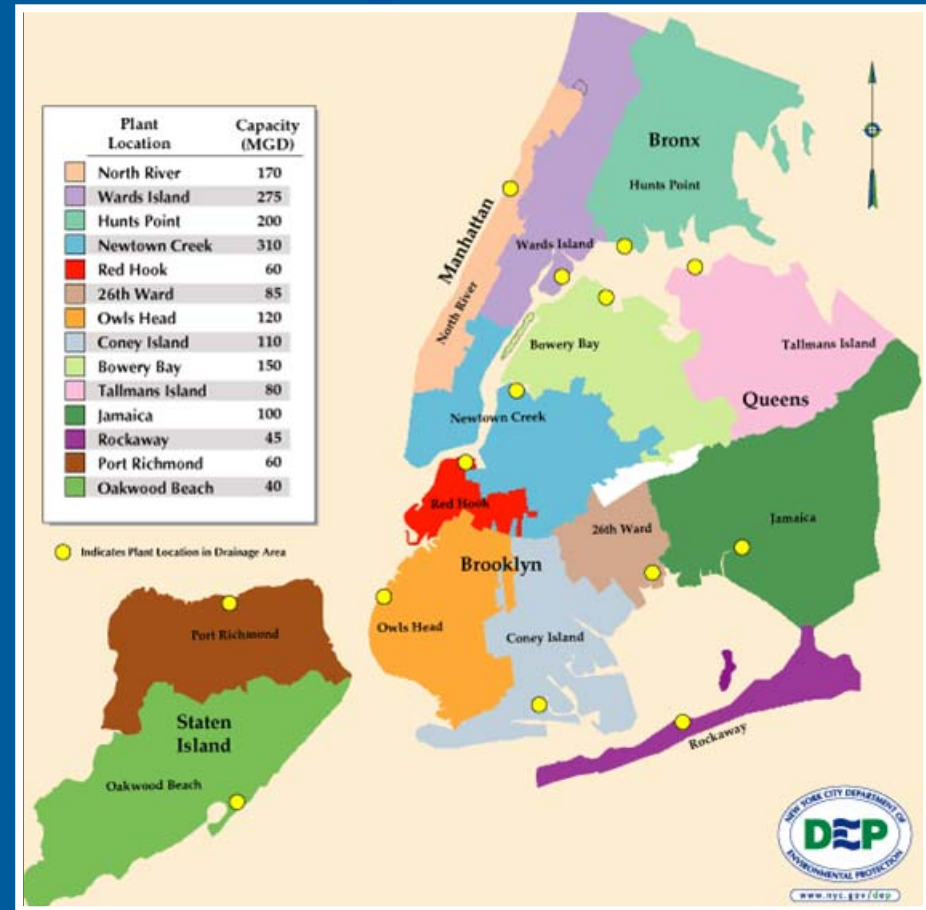 Plant Location
Capacity (MGD)
North River 170
Wards Island 275
Hunts Point 200
Newtown Creek 310
Red Hook 60
26th Ward 85
Owls Head 120
Coney Island 110
Bowery Bay 150
Tallmans Island 80
Jamaica 100
Rockaway 45
Port Richmond 60
Oakwood Beach 40
Indicates Plant Location in Drainage Area
Bronx
Hunts Point
Manhattan
Wards Island
North River
Bowery Bay
Tallmans Island
Queens
Newtown Creek
Red Hook
26th Ward
Jamaica
Brooklyn
Owls Head
Coney Island
Rockaway
Port Richmond
Staten
Island
Oakwood Beach
NEW YORK CITY DEPARTMENT OF
DEP
ENVIRONMENTAL PROTECTION
www.nyc.gov/dep